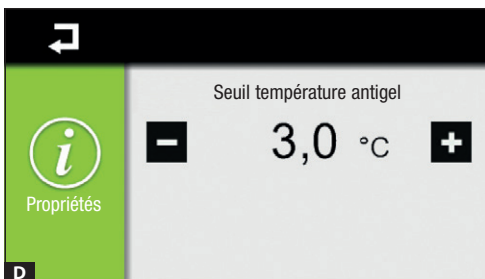 Seuil température antigel
- 3,0 °C +
i
Propriétés
D